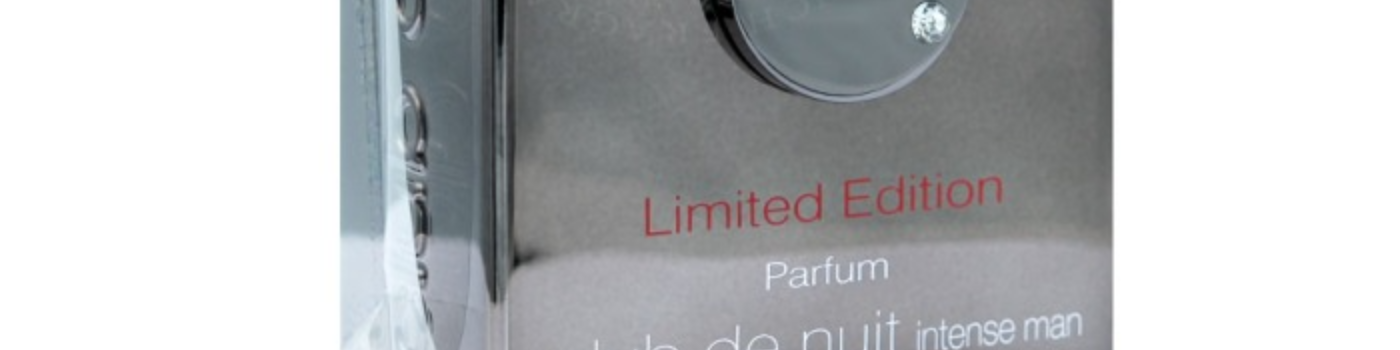 Limited Edition
Parfum
de nuit intense man